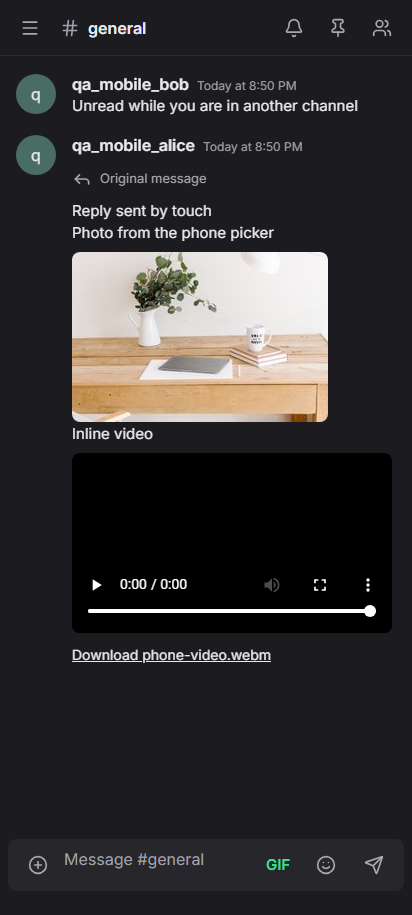 # general
q
qa_mobile_bob Today at 8:50 PM
Unread while you are in another channel
q
qa_mobile_alice Today at 8:50 PM
Original message
Reply sent by touch
Photo from the phone picker
Inline video
0:00 / 0:00
Download phone-video.webm
Message #general
GIF